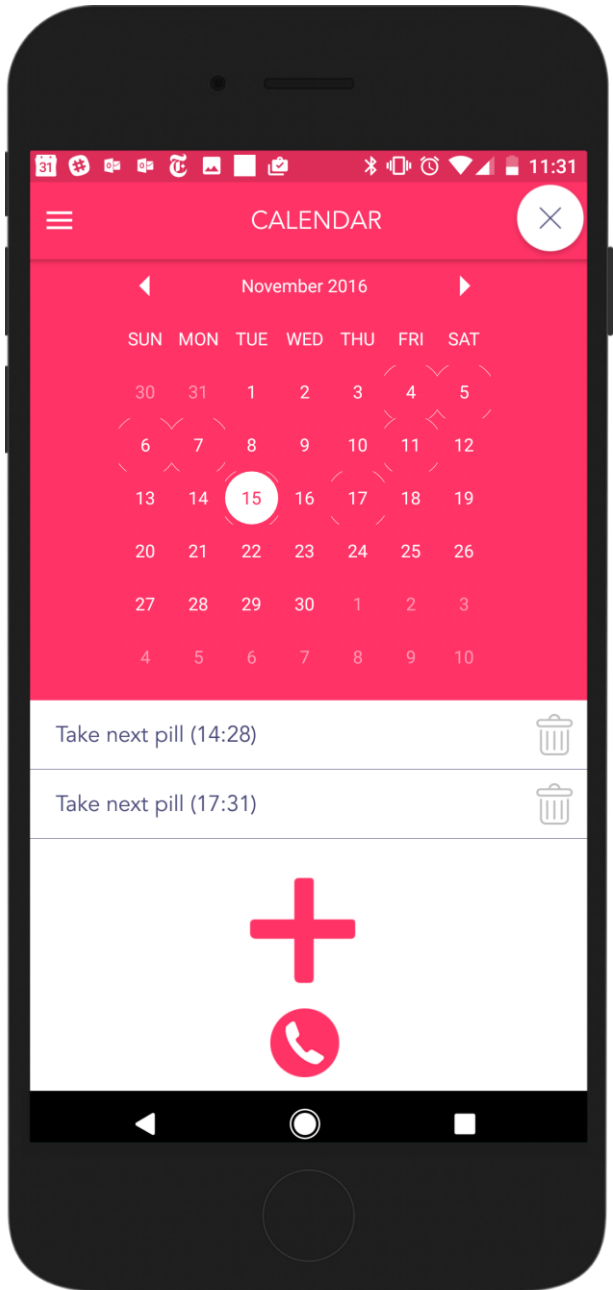 31 11:31
CALENDAR
November 2016
SUN MON TUE WED THU FRI SAT
30 31 1 2 3 4 5
6 7 8 9 10 11 12
13 14 15 16 17 18 19
20 21 22 23 24 25 26
27 28 29 30 1 2 3
4 5 6 7 8 9 10
Take next pill (14:28)
Take next pill (17:31)